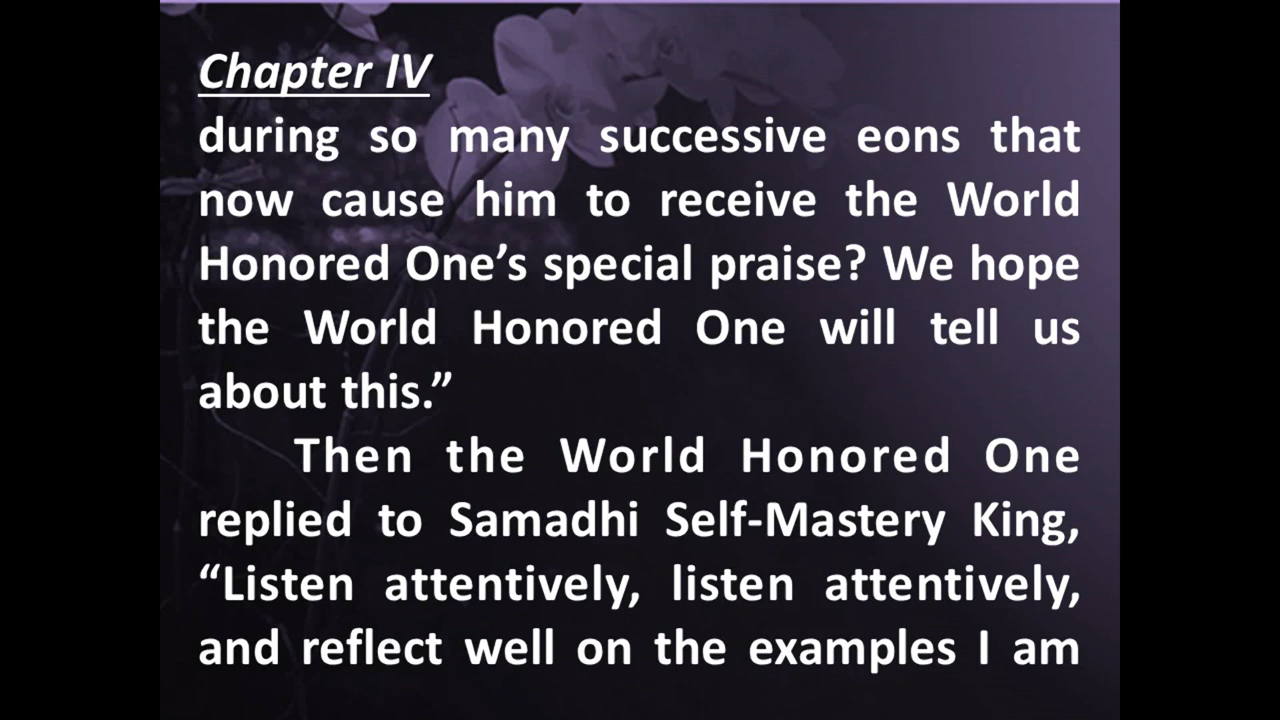 Chapter IV
during so many successive eons that
now cause him to receive the World
Honored One’s special praise? We hope
the World Honored One will tell us
about this.”
Then the World Honored One
replied to Samadhi Self-Mastery King,
“Listen attentively, listen attentively,
and reflect well on the examples I am